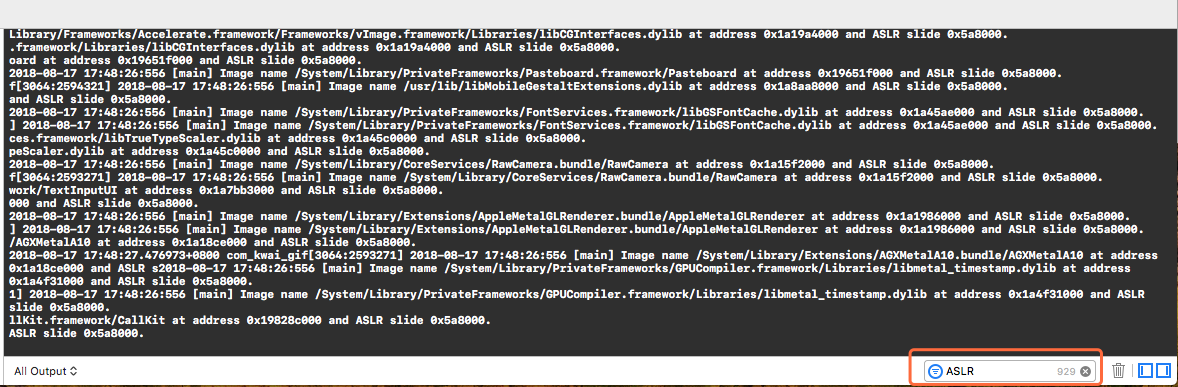 Library/Frameworks/Accelerate.framework/Frameworks/vImage.framework/Libraries/libCGInterfaces.dylib at address 0x1a19a4000 and ASLR slide 0x5a8000.
.framework/Libraries/libCGInterfaces.dylib at address 0x1a19a4000 and ASLR slide 0x5a8000.
oard at address 0x19651f000 and ASLR slide 0x5a8000.
2018-08-17 17:48:26:556 [main] Image name /System/Library/PrivateFrameworks/Pasteboard.framework/Pasteboard at address 0x19651f000 and ASLR slide 0x5a8000.
f[3064:2594321] 2018-08-17 17:48:26:556 [main] Image name /usr/lib/libMobileGestaltExtensions.dylib at address 0x1a8aa8000 and ASLR slide 0x5a8000.
and ASLR slide 0x5a8000.
2018-08-17 17:48:26:556 [main] Image name /System/Library/PrivateFrameworks/FontServices.framework/libGSFontCache.dylib at address 0x1a45ae000 and ASLR slide 0x5a8000.
] 2018-08-17 17:48:26:556 [main] Image name /System/Library/PrivateFrameworks/FontServices.framework/libGSFontCache.dylib at address 0x1a45ae000 and ASLR slide 0x5a8000.
ces.framework/libTrueTypeScaler.dylib at address 0x1a45c0000 and ASLR slide 0x5a8000.
peScaler.dylib at address 0x1a45c0000 and ASLR slide 0x5a8000.
2018-08-17 17:48:26:556 [main] Image name /System/Library/CoreServices/RawCamera.bundle/RawCamera at address 0x1a15f2000 and ASLR slide 0x5a8000.
f[3064:2593271] 2018-08-17 17:48:26:556 [main] Image name /System/Library/CoreServices/RawCamera.bundle/RawCamera at address 0x1a15f2000 and ASLR slide 0x5a8000.
work/TextInputUI at address 0x1a7bb3000 and ASLR slide 0x5a8000.
000 and ASLR slide 0x5a8000.
2018-08-17 17:48:26:556 [main] Image name /System/Library/Extensions/AppleMetalGLRenderer.bundle/AppleMetalGLRenderer at address 0x1a1986000 and ASLR slide 0x5a8000.
] 2018-08-17 17:48:26:556 [main] Image name /System/Library/Extensions/AppleMetalGLRenderer.bundle/AppleMetalGLRenderer at address 0x1a1986000 and ASLR slide 0x5a8000.
/AGXMetalA10 at address 0x1a18ce000 and ASLR slide 0x5a8000.
2018-08-17 17:48:27.476973+0800 com_kwai_gif[3064:2593271] 2018-08-17 17:48:26:556 [main] Image name /System/Library/Extensions/AGXMetalA10.bundle/AGXMetalA10 at address
0x1a18ce000 and ASLR s2018-08-17 17:48:26:556 [main] Image name /System/Library/PrivateFrameworks/GPUCompiler.framework/Libraries/libmetal_timestamp.dylib at address
0x1a4f31000 and ASLR slide 0x5a8000.
1] 2018-08-17 17:48:26:556 [main] Image name /System/Library/PrivateFrameworks/GPUCompiler.framework/Libraries/libmetal_timestamp.dylib at address 0x1a4f31000 and ASLR
slide 0x5a8000.
llKit.framework/CallKit at address 0x19828c000 and ASLR slide 0x5a8000.
ASLR slide 0x5a8000.
All Output
ASLR 929